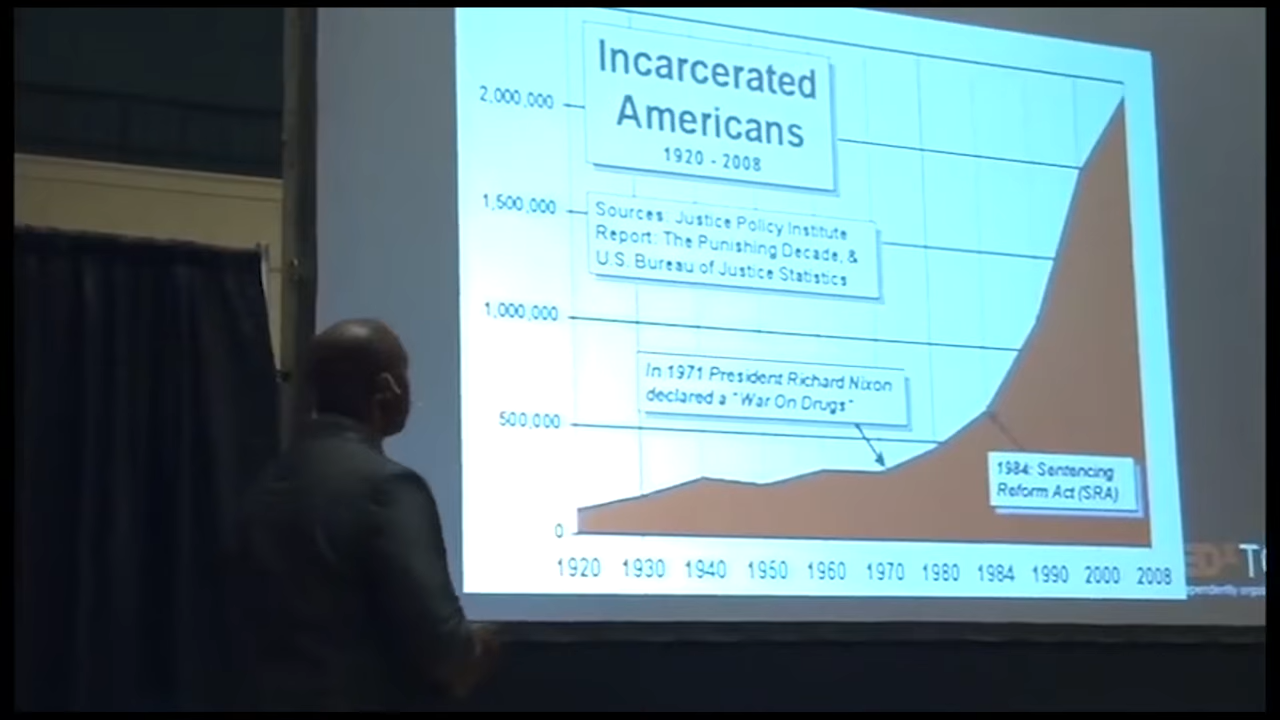 Incarcerated
Americans
1920 - 2008
2,000,000
1,500,000
1,000,000
500,000
0
Sources: Justice Policy Institute
Report: The Punishing Decade, &
U.S. Bureau of Justice Statistics
In 1971 President Richard Nixon
declared a "War On Drugs"
1984: Sentencing
Reform Act (SRA)
1920 1930 1940 1950 1960 1970 1980 1984 1990 2000 2008